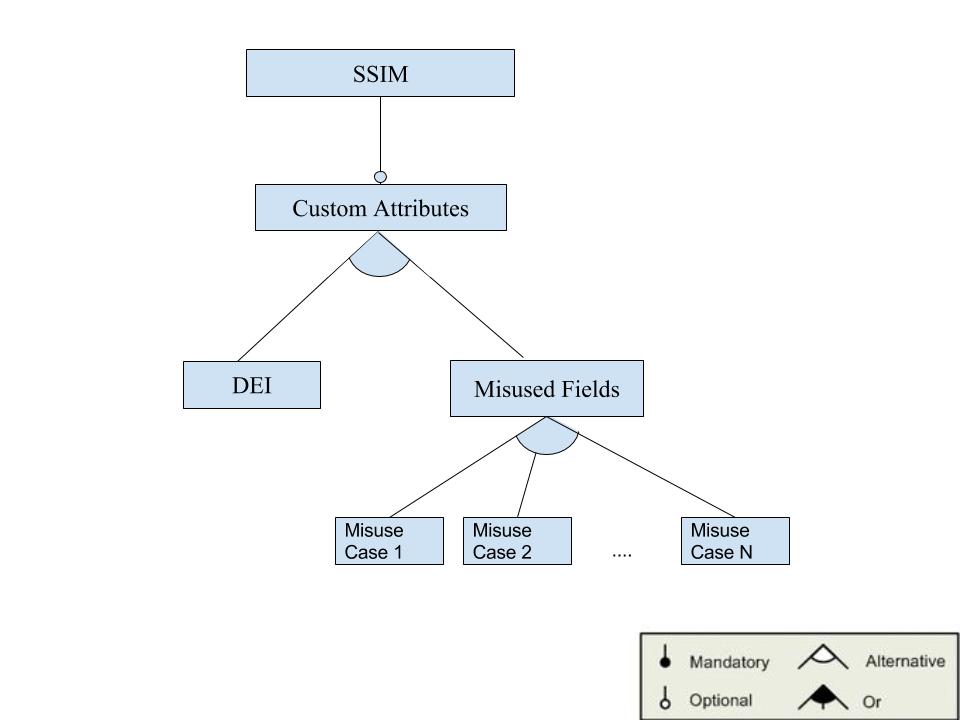 SSIM
Custom Attributes
DEI
Misused Fields
Misuse
Case 1
Misuse
Case 2
....
Misuse
Case N
Mandatory
Alternative
Optional
Or